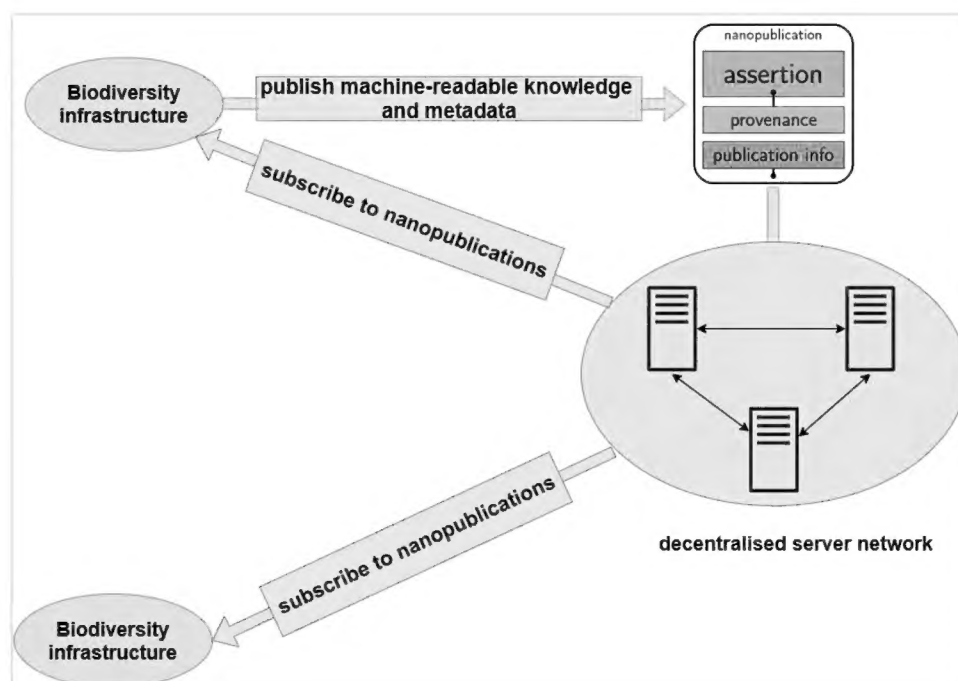 nanopublication
assertion
provenance
publication info
Biodiversity
infrastructure
publish machine-readable knowledge
and metadata
subscribe to nanopublications
decentralised server network
subscribe to nanopublications
Biodiversity
infrastructure